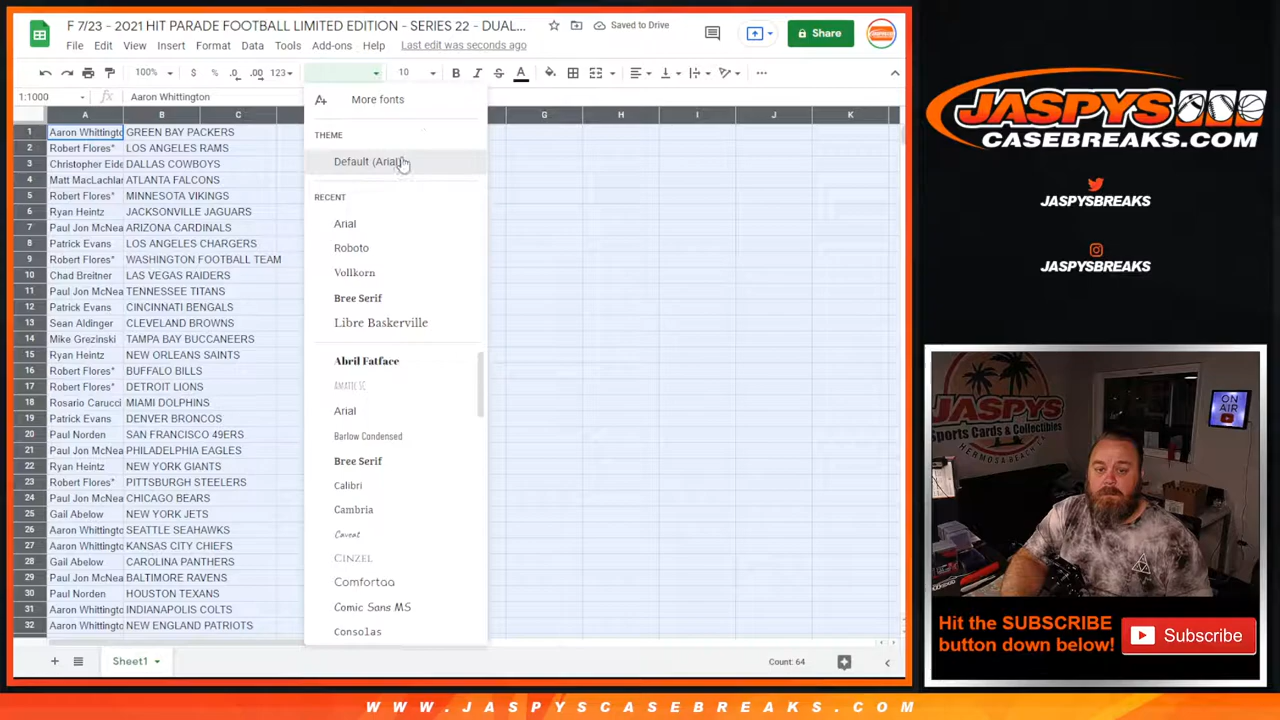 F 7/23 - 2021 HIT PARADE FOOTBALL LIMITED EDITION - SERIES 22 - DUAL...
Saved to Drive
File Edit View Insert Format Data Tools Add-ons Help Last edit was seconds ago
Share
100% $ % .0 .00 123 10 B I S A
1:1000 fx Aaron Whittington
A B C G H I J K
1 Aaron Whittingto GREEN BAY PACKERS
2 Robert Flores* LOS ANGELES RAMS
3 Christopher Eide DALLAS COWBOYS
4 Matt MacLachlan ATLANTA FALCONS
5 Robert Flores* MINNESOTA VIKINGS
6 Ryan Heintz JACKSONVILLE JAGUARS
7 Paul Jon McNea ARIZONA CARDINALS
8 Patrick Evans LOS ANGELES CHARGERS
9 Robert Flores* WASHINGTON FOOTBALL TEAM
10 Chad Breitner LAS VEGAS RAIDERS
11 Paul Jon McNea TENNESSEE TITANS
12 Patrick Evans CINCINNATI BENGALS
13 Sean Aldinger CLEVELAND BROWNS
14 Mike Grezinski TAMPA BAY BUCCANEERS
15 Ryan Heintz NEW ORLEANS SAINTS
16 Robert Flores* BUFFALO BILLS
17 Robert Flores* DETROIT LIONS
18 Rosario Carucci MIAMI DOLPHINS
19 Patrick Evans DENVER BRONCOS
20 Paul Norden SAN FRANCISCO 49ERS
21 Paul Jon McNea PHILADELPHIA EAGLES
22 Ryan Heintz NEW YORK GIANTS
23 Robert Flores* PITTSBURGH STEELERS
24 Paul Jon McNea CHICAGO BEARS
25 Gail Abelow NEW YORK JETS
26 Aaron Whittingto SEATTLE SEAHAWKS
27 Aaron Whittingto KANSAS CITY CHIEFS
28 Gail Abelow CAROLINA PANTHERS
29 Paul Jon McNea BALTIMORE RAVENS
30 Paul Norden HOUSTON TEXANS
31 Aaron Whittingto INDIANAPOLIS COLTS
32 Aaron Whittingto NEW ENGLAND PATRIOTS
More fonts
THEME
Default (Arial)
RECENT
Arial
Roboto
Vollkorn
Bree Serif
Libre Baskerville
Abril Fatface
AMATIC SC
Arial
Barlow Condensed
Bree Serif
Calibri
Cambria
Caveat
CINZEL
Comfortaa
Comic Sans MS
Consolas
Sheet1
Count: 64
JASPYS
CASEBREAKS.COM
JASPYSBREAKS
JASPYSBREAKS
JASPYS
Sports Cards & Collectibles
HERMOSA BEACH
ON AIR
Hit the SUBSCRIBE
button down below!
Subscribe
WWW.JASPYSCASEBREAKS.COM